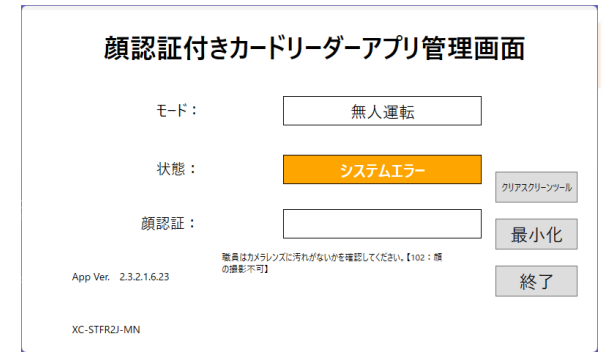 顔認証付きカードリーダーアプリ管理画面
モード：
無人運転
状態：
システムエラー
クリアスクリーンツール
顔認証：
最小化
職員はカメラレンズに汚れがないかを確認してください。【102：顔
の撮影不可】
App Ver. 2.3.2.1.6.23
終了
XC-STFR2J-MN